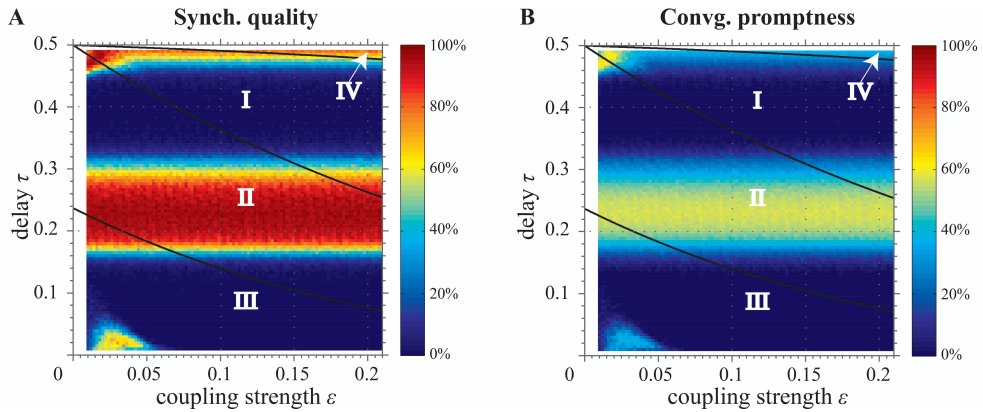 A Synch. quality
0.5
0.4
0.3
0.2
0.1
0 0.05 0.1 0.15 0.2
delay τ
coupling strength ε
I
II
III
IV
100%
80%
60%
40%
20%
0%
B Convg. promptness
0.5
0.4
0.3
0.2
0.1
0 0.05 0.1 0.15 0.2
delay τ
coupling strength ε
I
II
III
IV
100%
80%
60%
40%
20%
0%